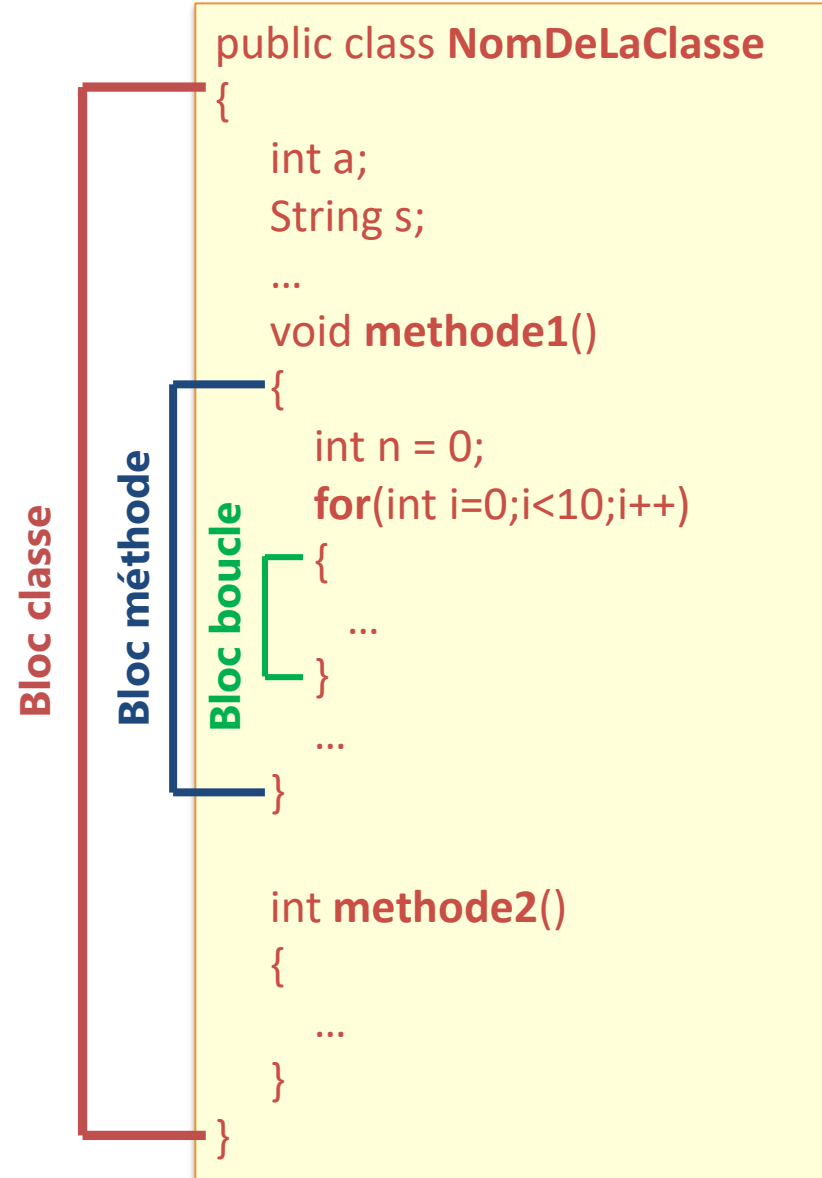 public class NomDeLaClasse
{
int a;
String s;
...
void methode1()
{
int n = 0;
for(int i=0;i<10;i++)
{
...
}
...
}
int methode2()
{
...
}
}
Bloc classe
Bloc méthode
Bloc boucle